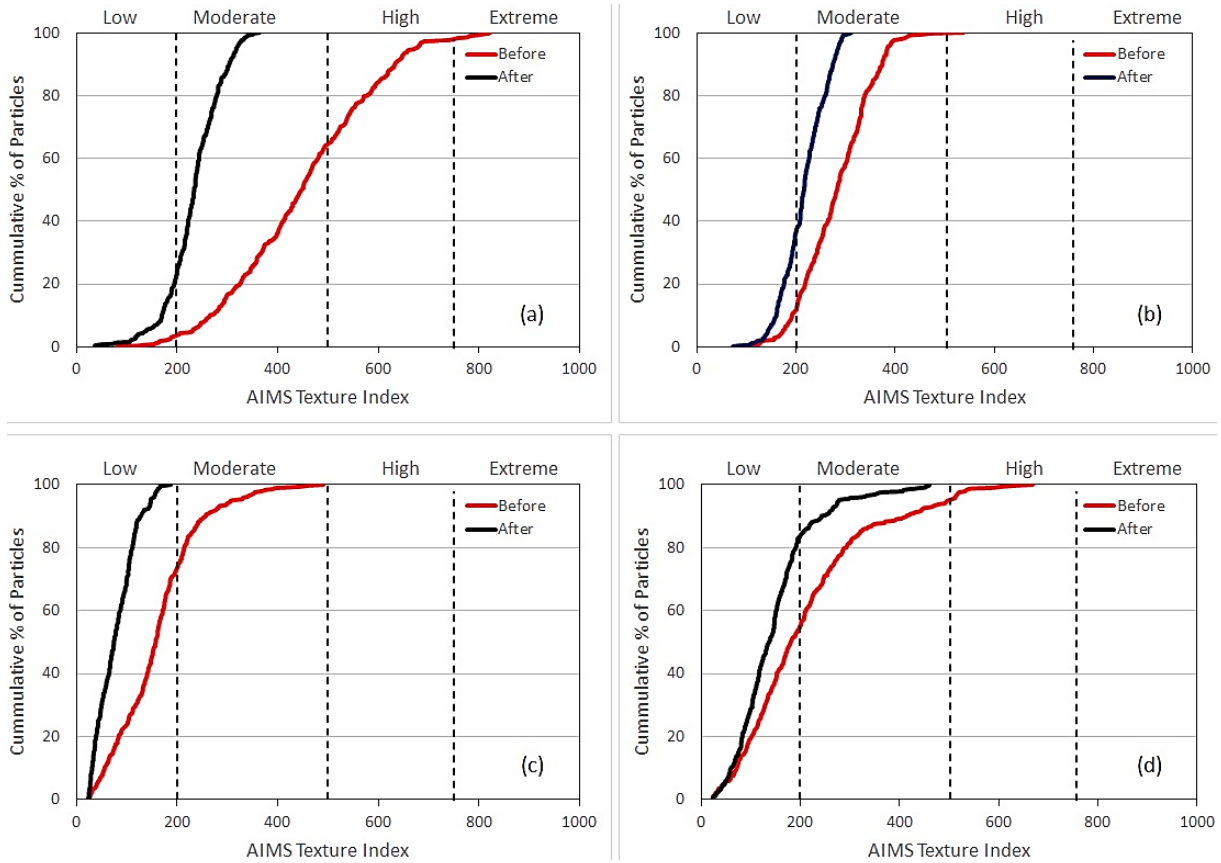 Low Moderate High Extreme
100
80
60
40
20
0
Cummulative % of Particles
Before
After
(a)
0 200 400 600 800 1000
AIMS Texture Index
Low Moderate High Extreme
100
80
60
40
20
0
Cummulative % of Particles
Before
After
(b)
0 200 400 600 800 1000
AIMS Texture Index
Low Moderate High Extreme
100
80
60
40
20
0
Cummulative % of Particles
Before
After
(c)
0 200 400 600 800 1000
AIMS Texture Index
Low Moderate High Extreme
100
80
60
40
20
0
Cummulative % of Particles
Before
After
(d)
0 200 400 600 800 1000
AIMS Texture Index